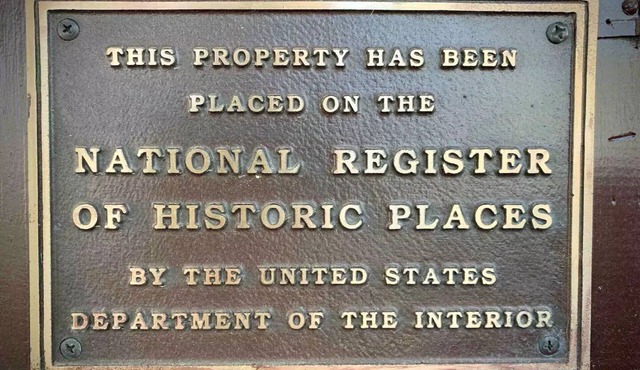 THIS PROPERTY HAS BEEN
PLACED ON THE
NATIONAL REGISTER
OF HISTORIC PLACES
BY THE UNITED STATES
DEPARTMENT OF THE INTERIOR